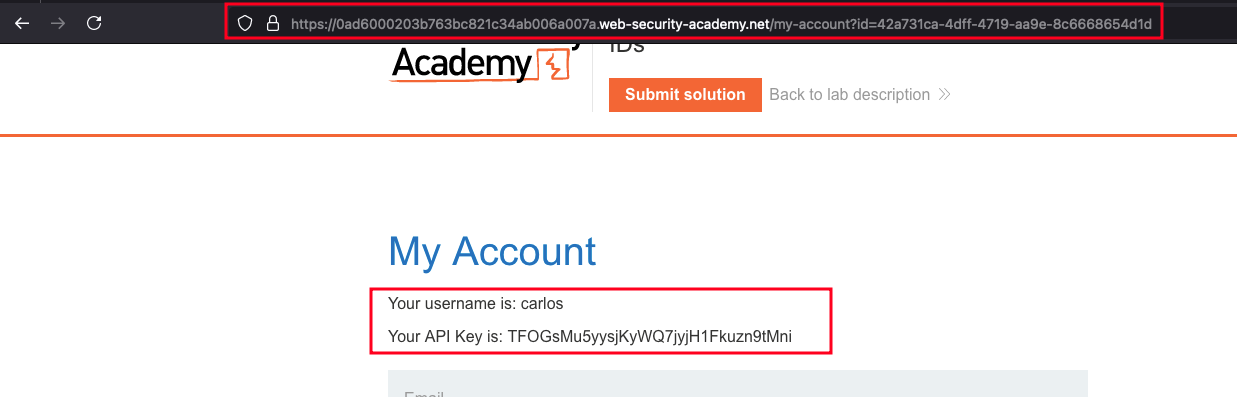 https://0ad6000203b763bc821c34ab006a007a.web-security-academy.net/my-account?id=42a731ca-4dff-4719-aa9e-8c6668654d1d
IDs
Academy
Submit solution
Back to lab description
My Account
Your username is: carlos
Your API Key is: TFOGsMu5yysjKyWQ7jyjH1Fkuzn9tMni
Email